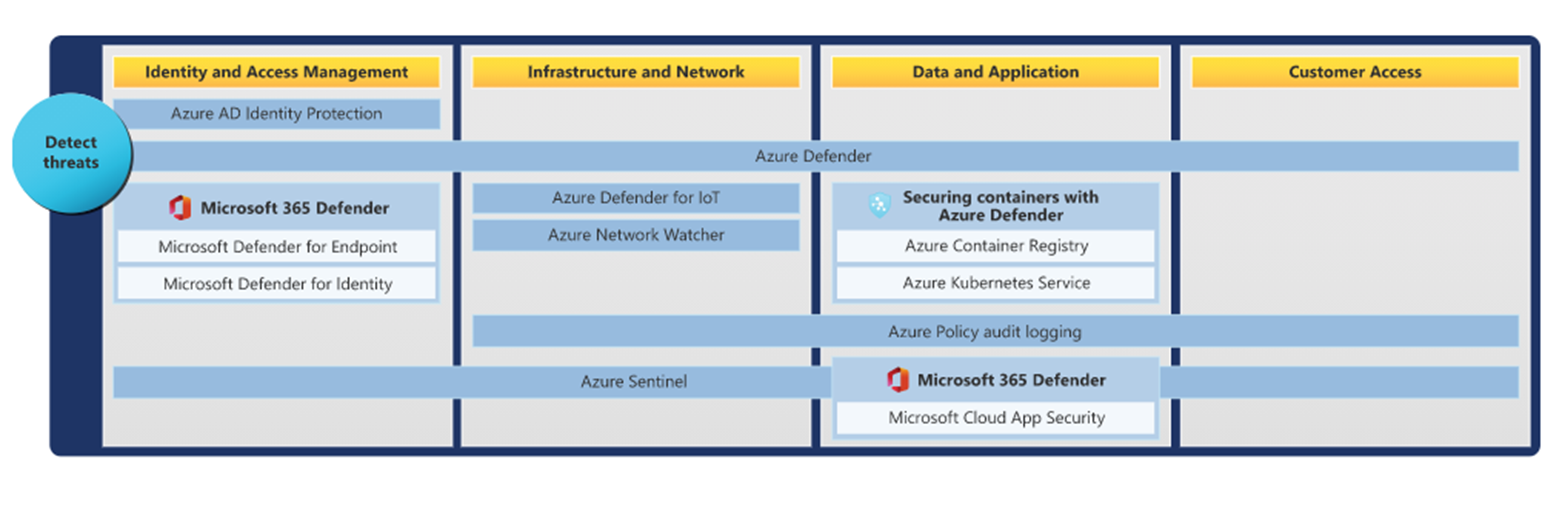 Identity and Access Management
Infrastructure and Network
Data and Application
Customer Access
Azure AD Identity Protection
Detect
threats
Azure Defender
Microsoft 365 Defender
Microsoft Defender for Endpoint
Microsoft Defender for Identity
Azure Defender for IoT
Azure Network Watcher
Securing containers with
Azure Defender
Azure Container Registry
Azure Kubernetes Service
Azure Policy audit logging
Azure Sentinel
Microsoft 365 Defender
Microsoft Cloud App Security